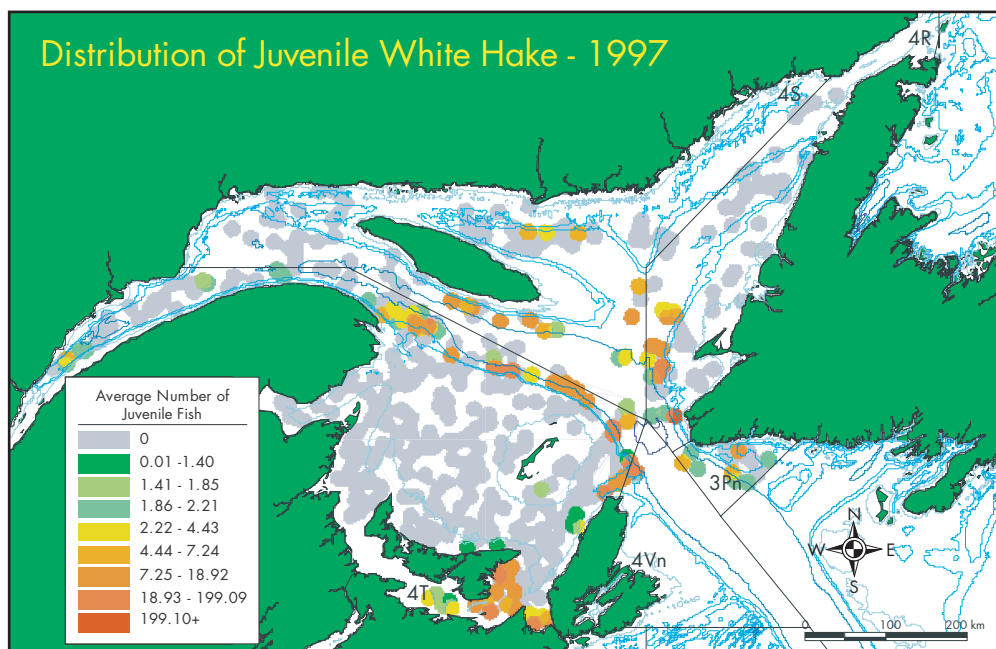 Distribution of Juvenile White Hake - 1997
4R
4S
Average Number of
Juvenile Fish
0
0.01 -1.40
1.41 - 1.85
1.86 - 2.21
2.22 - 4.43
4.44 - 7.24
7.25 - 18.92
18.93 - 199.09
199.10+
3Pn
4Vn
4T
N
W E
S
0 100 200 km